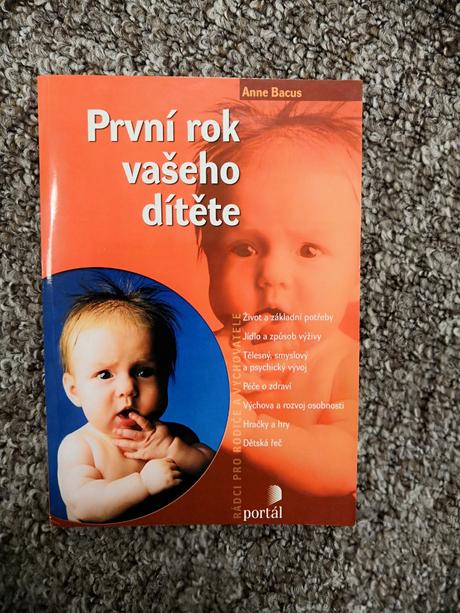 Anne Bacus
První rok
vašeho
dítěte
Život a základní potřeby
Jídlo a způsob výživy
Tělesný, smyslový
a psychický vývoj
Péče o zdraví
Výchova a rozvoj osobnosti
Hračky a hry
Dětská řeč
RÁDCI PRO RODIČE A VYCHOVATELE
portál